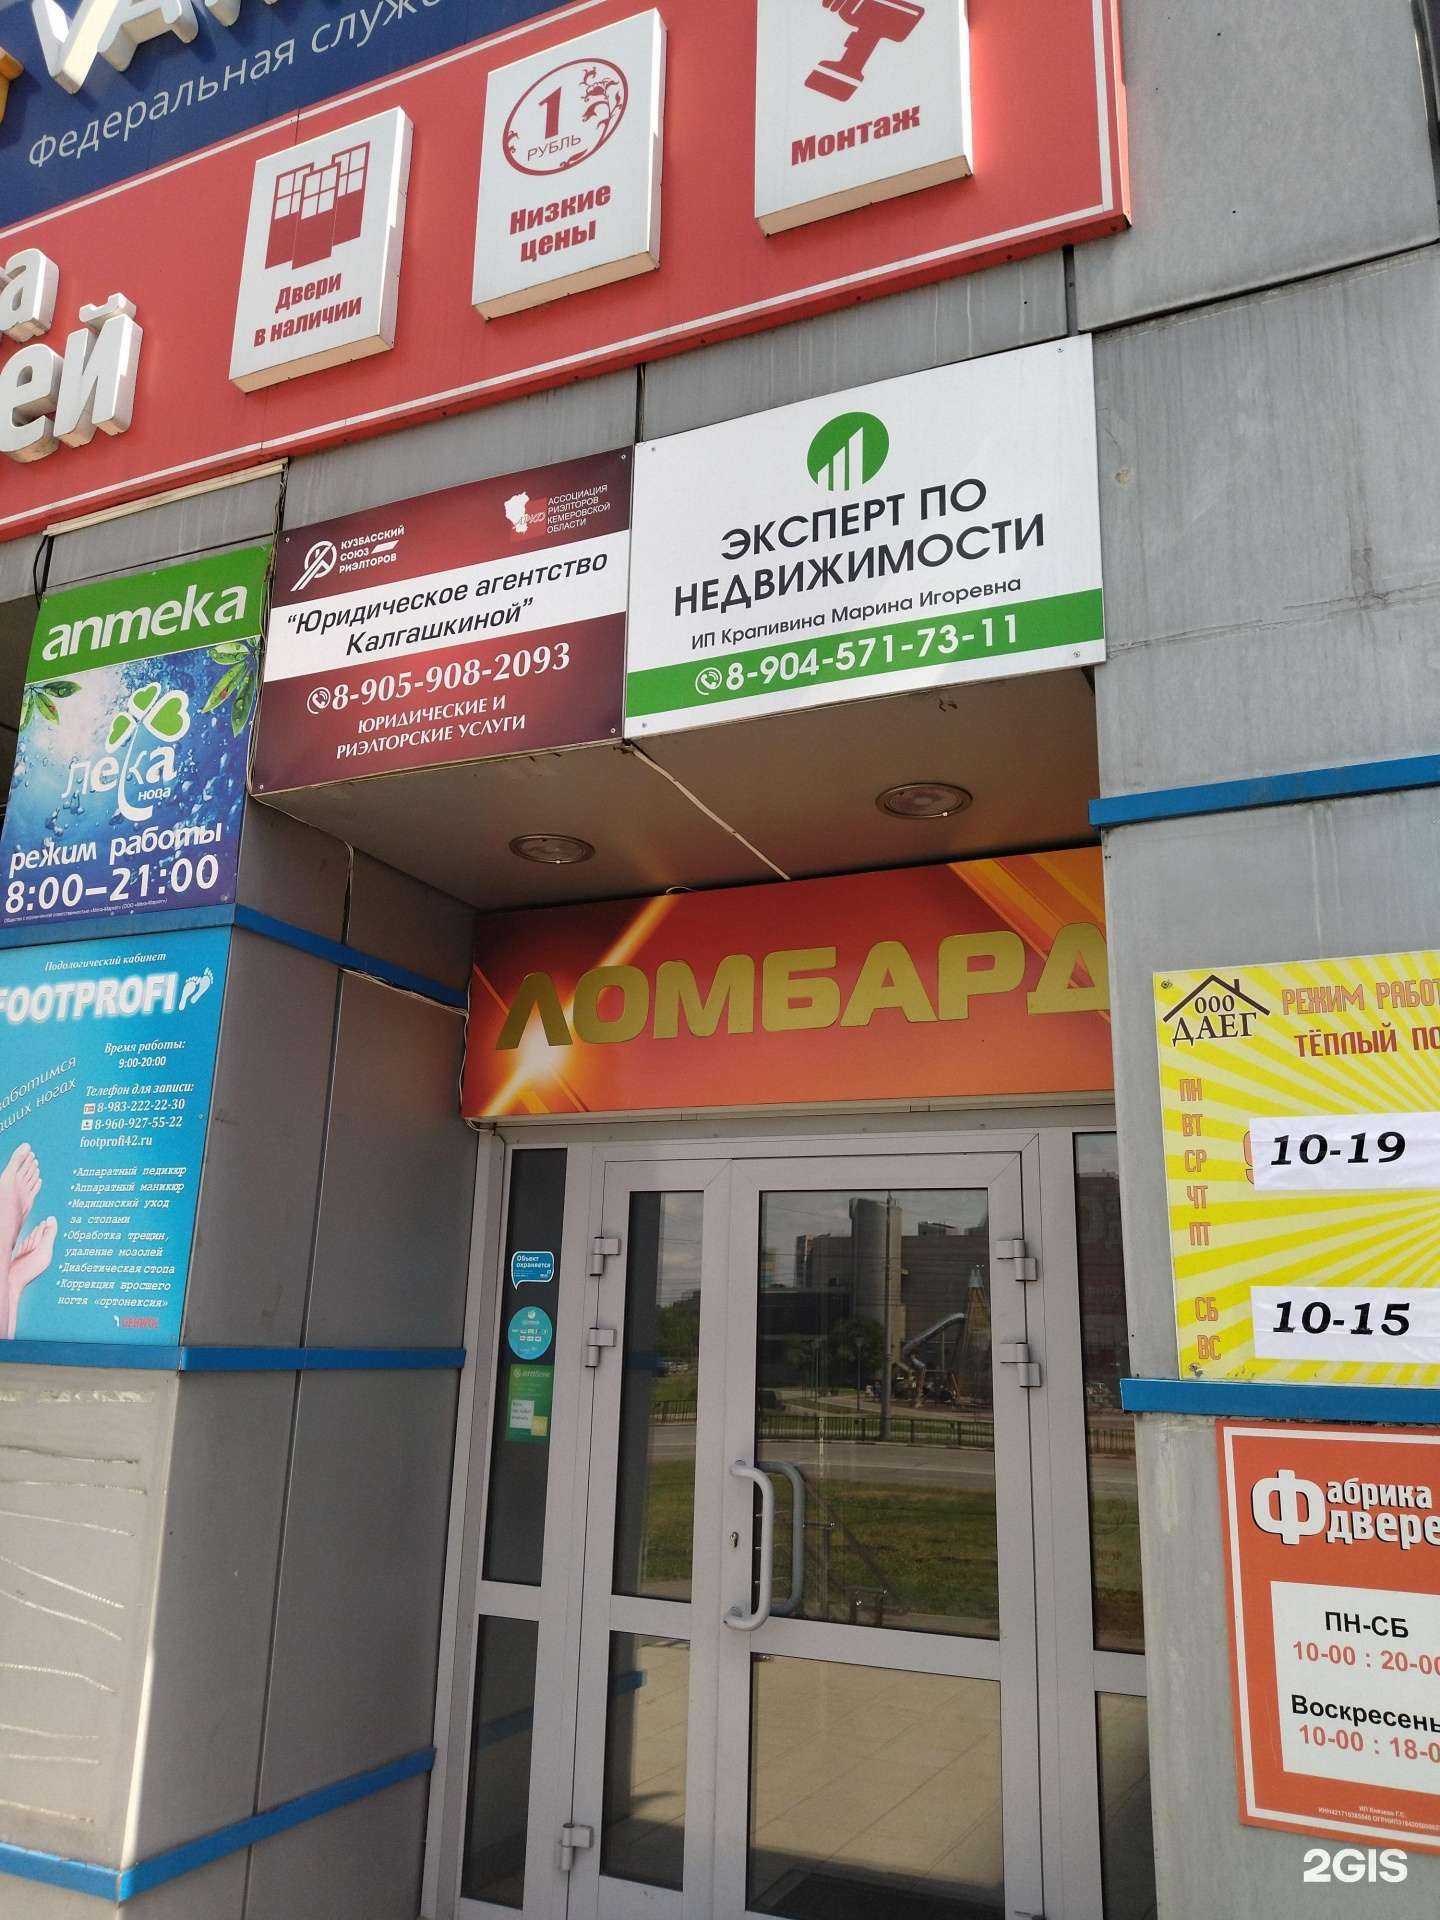 Федеральная
Двери
в наличии
1
РУБЛЬ
Низкие
цены
Монтаж
ей
аптека
лека
нова
режим работы
8:00–21:00
КУЗБАССКИЙ
СОЮЗ
РИЭЛТОРОВ
АССОЦИАЦИЯ
РИЭЛТОРОВ
КЕМЕРОВСКОЙ
ОБЛАСТИ
"Юридическое агентство
Калгашкиной"
8-905-908-2093
ЮРИДИЧЕСКИЕ И
РИЭЛТОРСКИЕ УСЛУГИ
ЭКСПЕРТ ПО
НЕДВИЖИМОСТИ
ИП Крапивина Марина Игоревна
8-904-571-73-11
Подологический кабинет
FOOTPROFI
Время работы:
9:00-20:00
Телефон для записи:
8-983-222-22-30
8-960-927-55-22
footprofi42.ru
•Аппаратный педикюр
•Аппаратный маникюр
•Медицинский уход
за стопами
•Обработка трещин,
удаление мозолей
•Диабетическая стопа
•Коррекция вросшего
ногтя «ортонексия»
GEHWOL
ЛОМБАРД
Объект
охраняется
ООО
ДАЕГ
РЕЖИМ
ТЁПЛЫЙ
ПН
ВТ
СР
ЧТ
ПТ
10-19
СБ
ВС
10-15
Фабрика
двере
ПН-СБ
10-00 : 20-00
Воскресень
10-00 : 18-0
2GIS